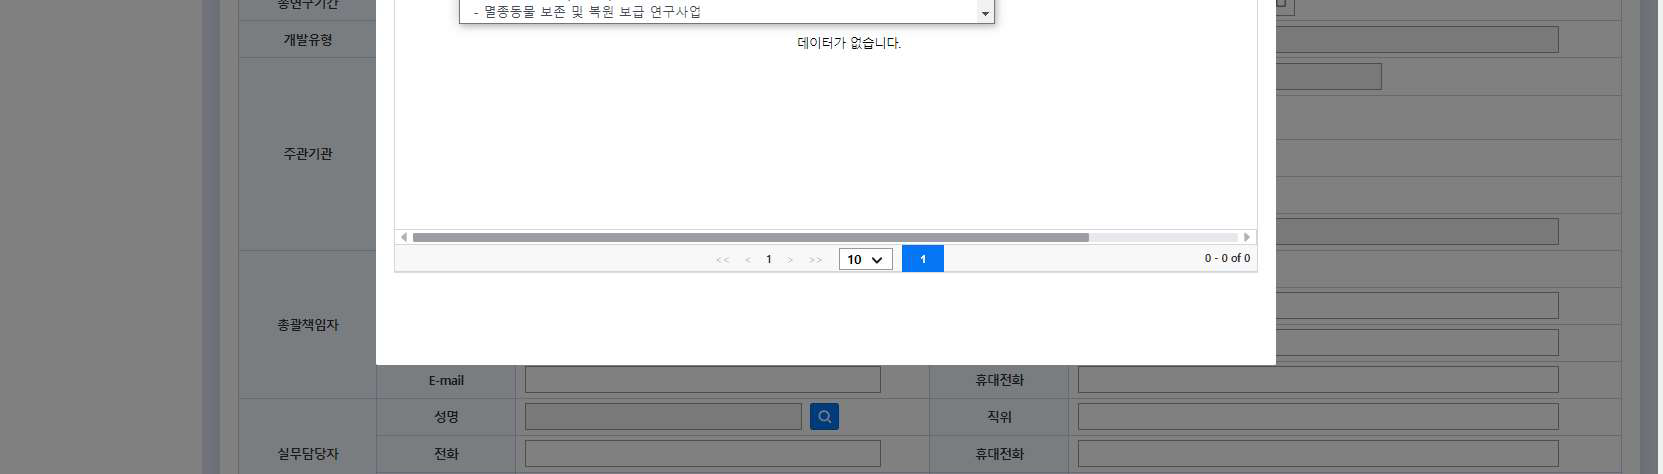 총연구기간
- 멸종동물 보존 및 복원 보급 연구사업
개발유형
데이터가 없습니다.
주관기관
<< < 1 > >> 10 1 0 - 0 of 0
총괄책임자
E-mail 휴대전화
성명 직위
실무담당자 전화 휴대전화